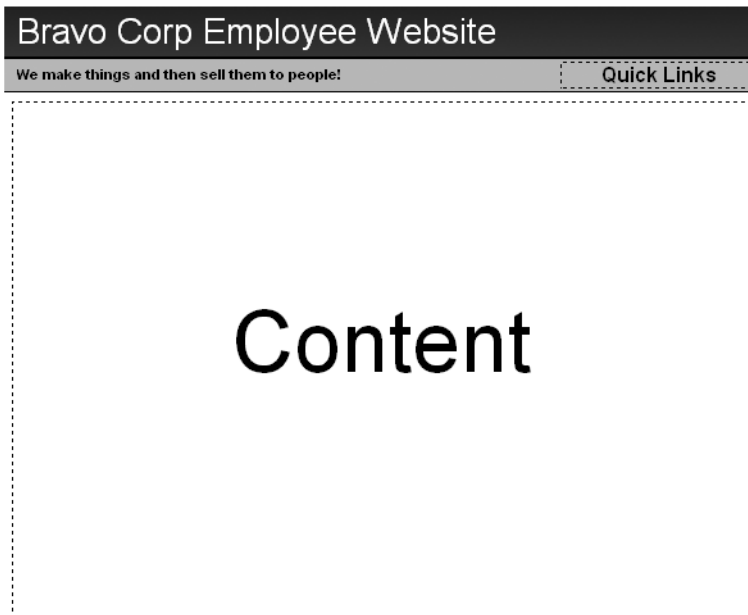 Bravo Corp Employee Website
We make things and then sell them to people!
Quick Links
Content